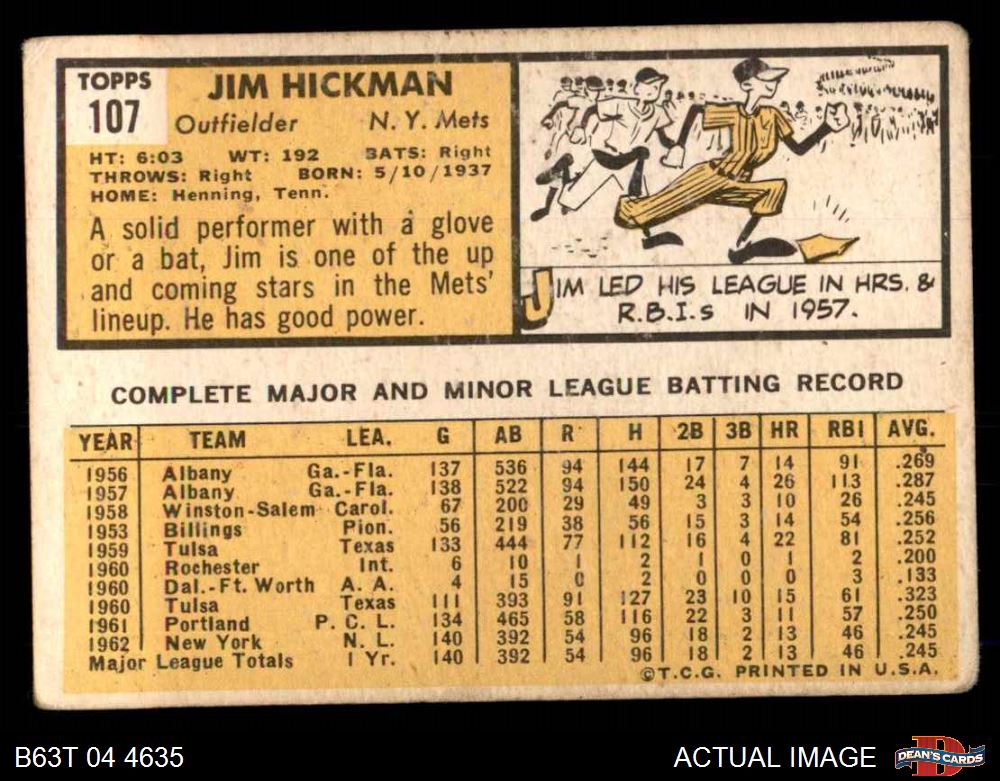 TOPPS
107
JIM HICKMAN
Outfielder N. Y. Mets
HT: 6:03 WT: 192 BATS: Right
THROWS: Right BORN: 5/10/1937
HOME: Henning, Tenn.
A solid performer with a glove
or a bat, Jim is one of the up
and coming stars in the Mets'
lineup. He has good power.
JIM LED HIS LEAGUE IN HRS. &
R.B.I.s IN 1957.
COMPLETE MAJOR AND MINOR LEAGUE BATTING RECORD
YEAR TEAM LEA. G AB R H 2B 3B HR RBI AVG.
1956 Albany Ga.-Fla. 137 536 94 144 17 7 14 91 .269
1957 Albany Ga.-Fla. 138 522 94 150 24 4 26 113 .287
1958 Winston-Salem Carol. 67 200 29 49 3 3 10 26 .245
1953 Billings Pion. 56 219 38 56 15 3 14 54 .256
1959 Tulsa Texas 133 444 77 112 16 4 22 81 .252
1960 Rochester Int. 6 10 1 2 1 0 1 2 .200
1960 Dal.-Ft. Worth A. A. 4 15 0 2 0 0 0 3 .133
1960 Tulsa Texas 111 393 91 127 23 10 15 61 .323
1961 Portland P. C. L. 134 465 58 116 22 3 11 57 .250
1962 New York N. L. 140 392 54 96 18 2 13 46 .245
Major League Totals 1 Yr. 140 392 54 96 18 2 13 46 .245
©T.C.G. PRINTED IN U.S.A.
B63T 04 4635
ACTUAL IMAGE
D
DEAN'S CARDS